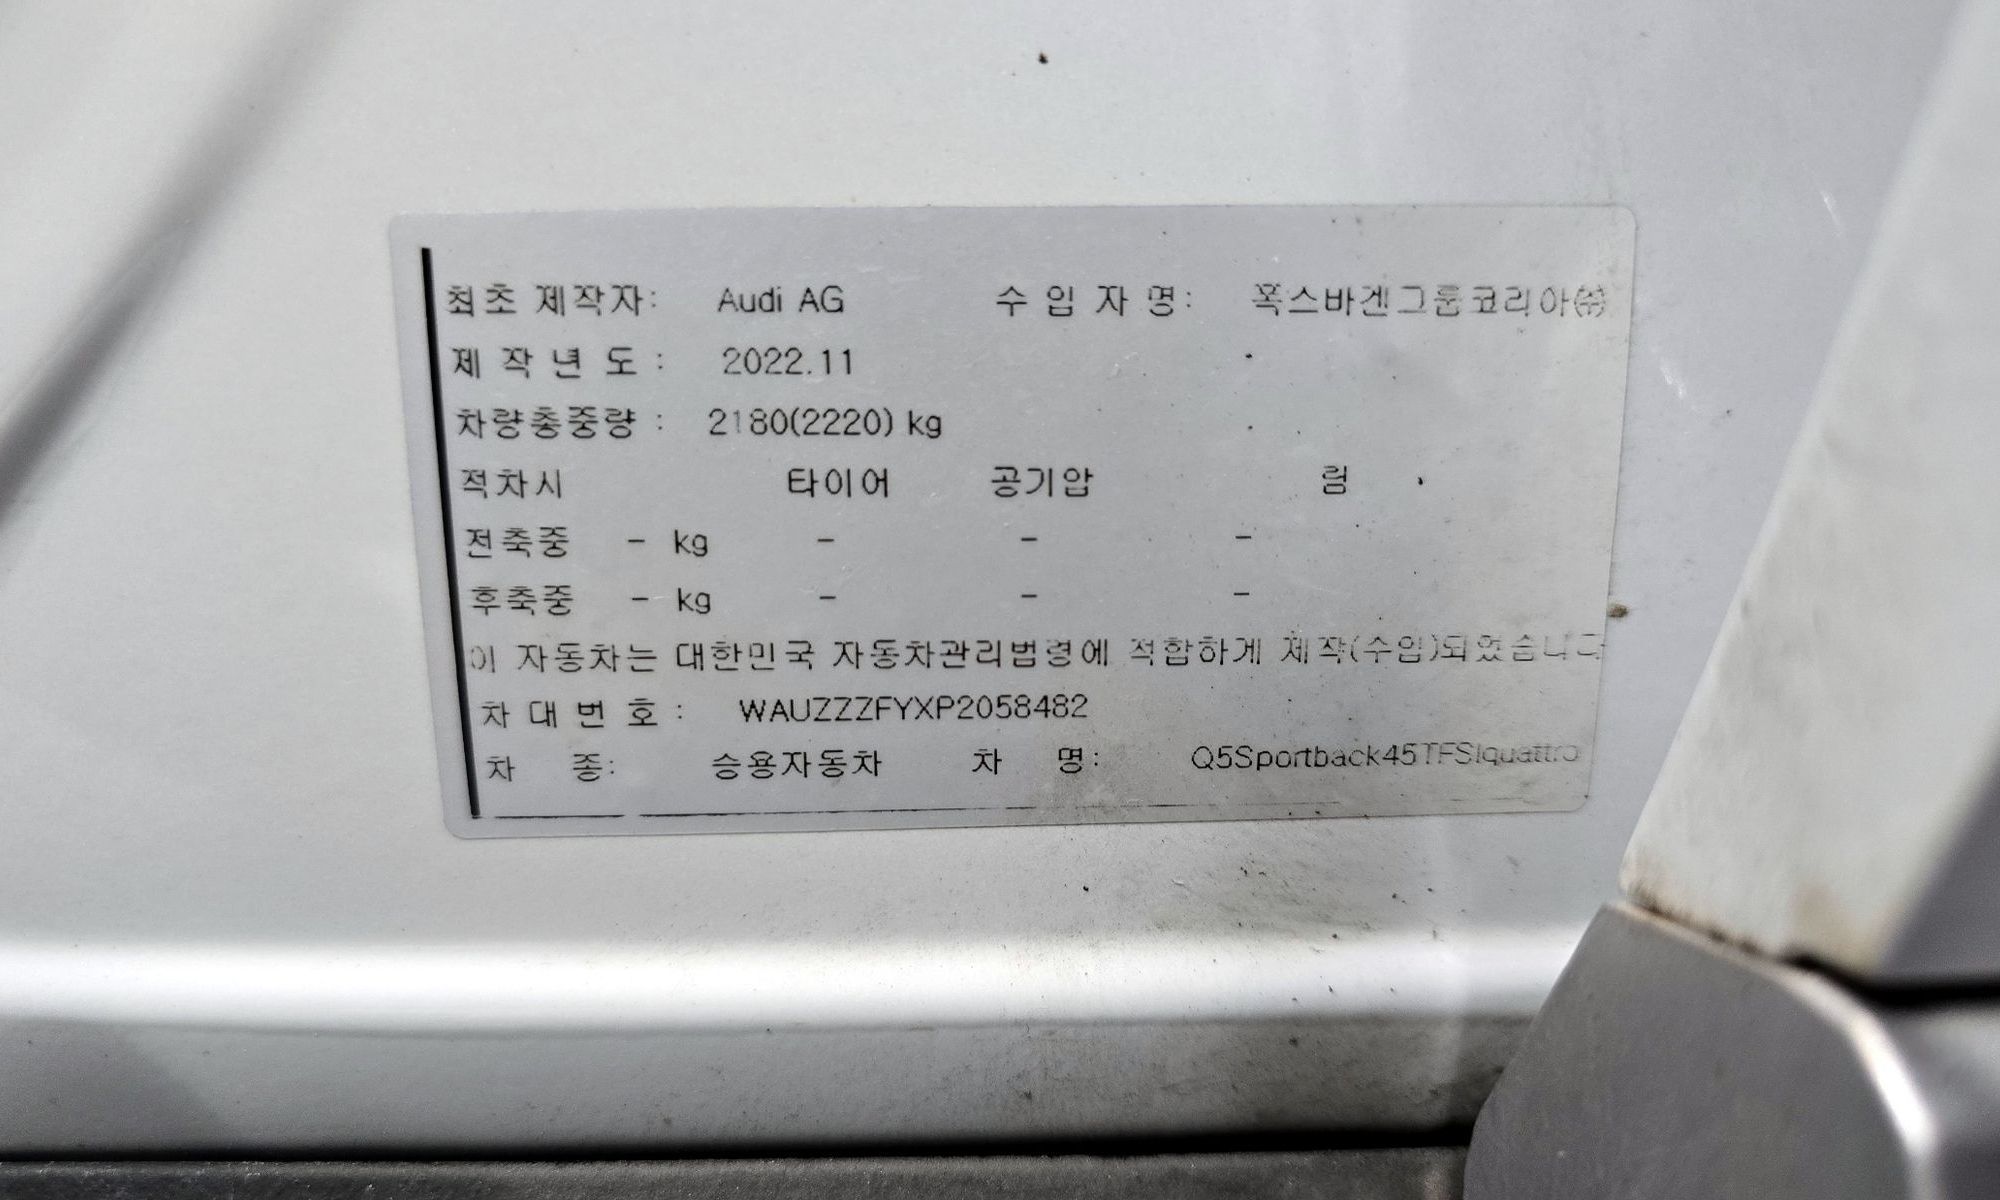 최초 제작자: Audi AG 수 입 자 명: 폭스바겐그룹코리아㈜
제 작 년 도 : 2022.11
차량총중량 : 2180(2220) kg
적차시 타이어 공기압 림
전축중 - kg - - -
후축중 - kg - - -
이 자동차는 대한민국 자동차관리법령에 적합하게 제작(수입)되었습니다
차 대 번 호 : WAUZZZFYXP2058482
차 종: 승용자동차 차 명: Q5Sportback45TFSIquattro